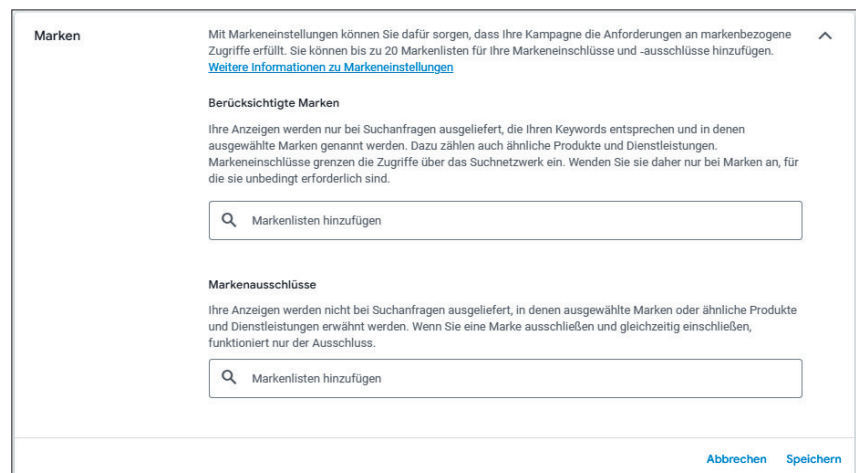 Marken
Mit Markeneinstellungen können Sie dafür sorgen, dass Ihre Kampagne die Anforderungen an markenbezogene
Zugriffe erfüllt. Sie können bis zu 20 Markenlisten für Ihre Markeneinschlüsse und -ausschlüsse hinzufügen.
Weitere Informationen zu Markeneinstellungen
Berücksichtigte Marken
Ihre Anzeigen werden nur bei Suchanfragen ausgeliefert, die Ihren Keywords entsprechen und in denen
ausgewählte Marken genannt werden. Dazu zählen auch ähnliche Produkte und Dienstleistungen.
Markeneinschlüsse grenzen die Zugriffe über das Suchnetzwerk ein. Wenden Sie sie daher nur bei Marken an, für
die sie unbedingt erforderlich sind.
Markenlisten hinzufügen
Markenausschlüsse
Ihre Anzeigen werden nicht bei Suchanfragen ausgeliefert, in denen ausgewählte Marken oder ähnliche Produkte
und Dienstleistungen erwähnt werden. Wenn Sie eine Marke ausschließen und gleichzeitig einschließen,
funktioniert nur der Ausschluss.
Markenlisten hinzufügen
Abbrechen Speichern